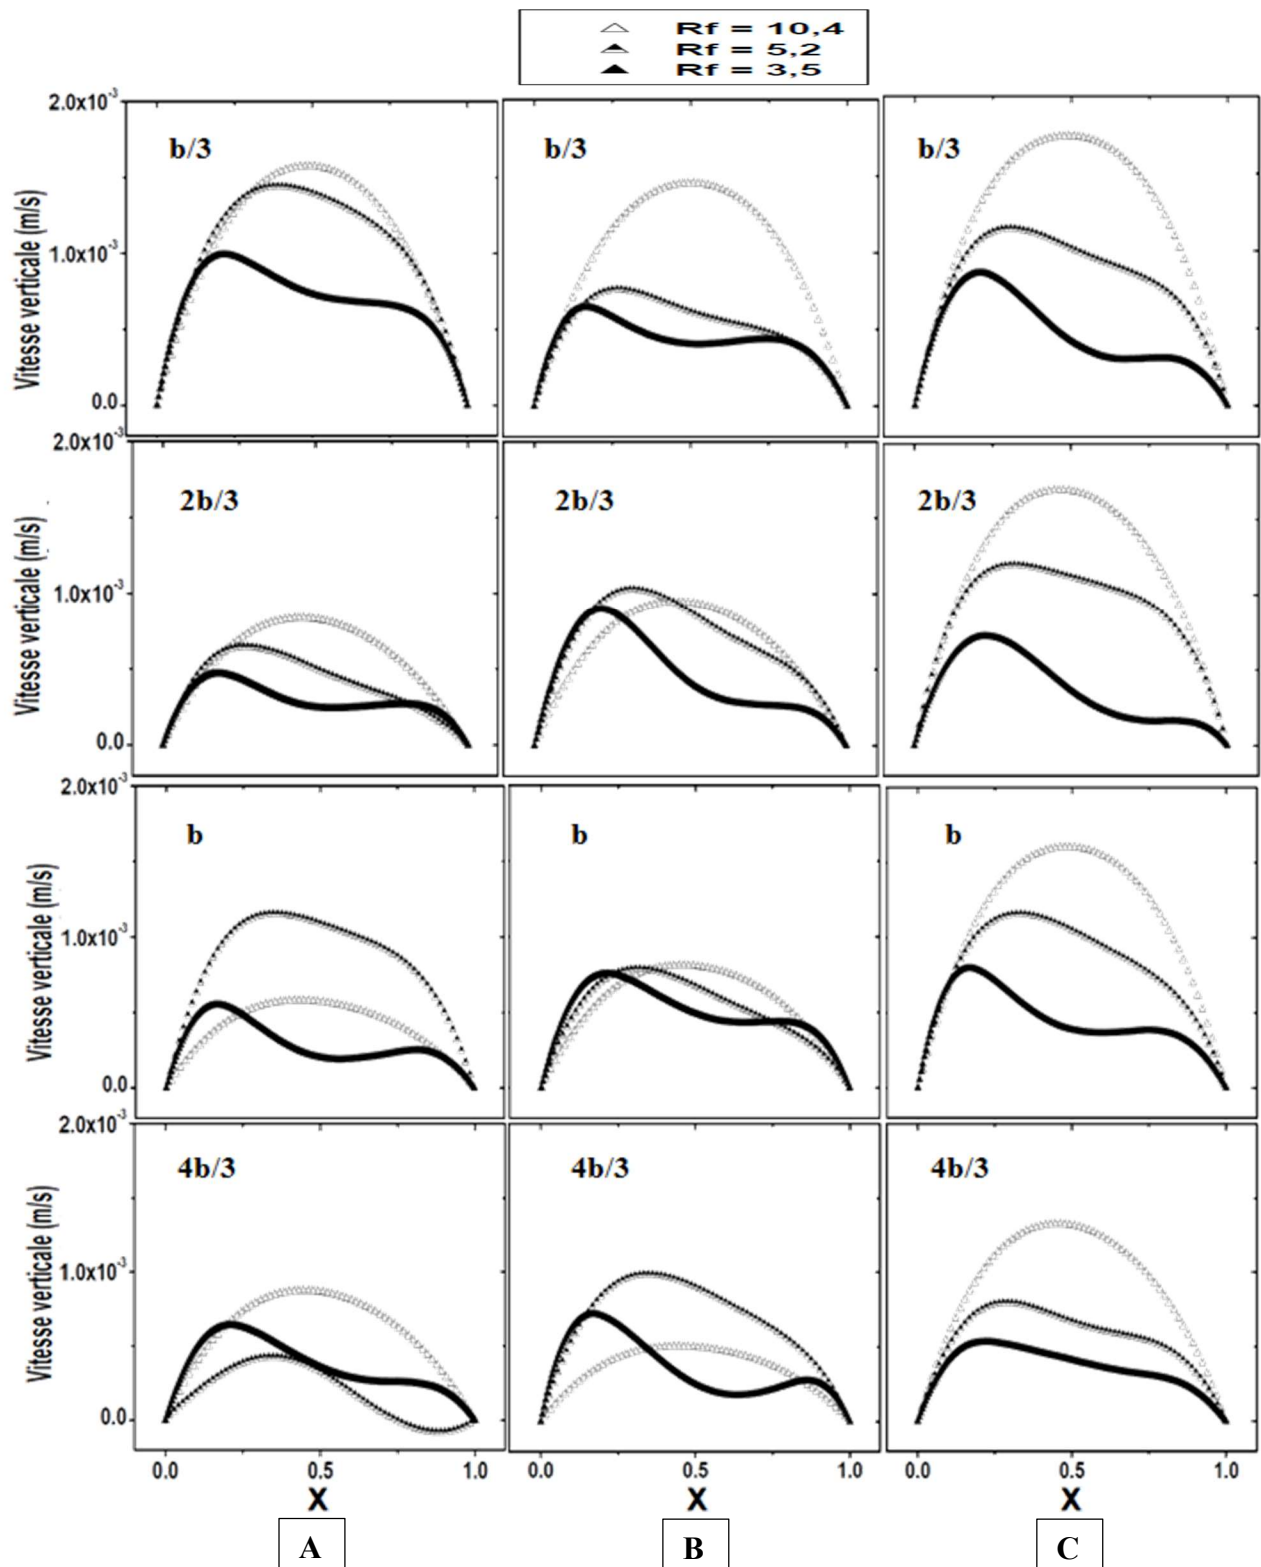 Rf = 10,4
Rf = 5,2
Rf = 3,5
2.0x10⁻³
b/3
b/3
b/3
Vitesse verticale (m/s)
1.0x10⁻³
0.0
2.0x10⁻³
2b/3
2b/3
2b/3
Vitesse verticale (m/s)
1.0x10⁻³
0.0
2.0x10⁻³
b
b
b
Vitesse verticale (m/s)
1.0x10⁻³
0.0
2.0x10⁻³
4b/3
4b/3
4b/3
Vitesse verticale (m/s)
1.0x10⁻³
0.0
0.0 0.5 1.0 0.0 0.5 1.0 0.0 0.5 1.0
X X X
A B C